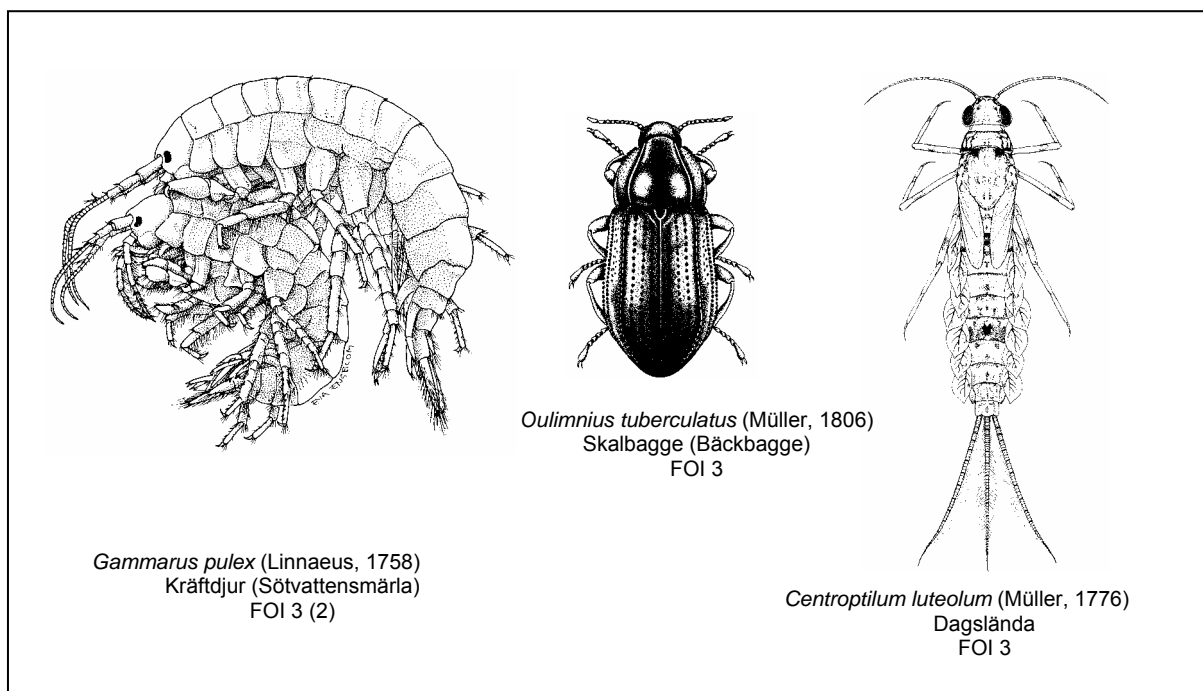 Gammarus pulex (Linnaeus, 1758)
Kräftdjur (Sötvattensmärla)
FOI 3 (2)
Oulimnius tuberculatus (Müller, 1806)
Skalbagge (Bäckbagge)
FOI 3
Centroptilum luteolum (Müller, 1776)
Dagslända
FOI 3